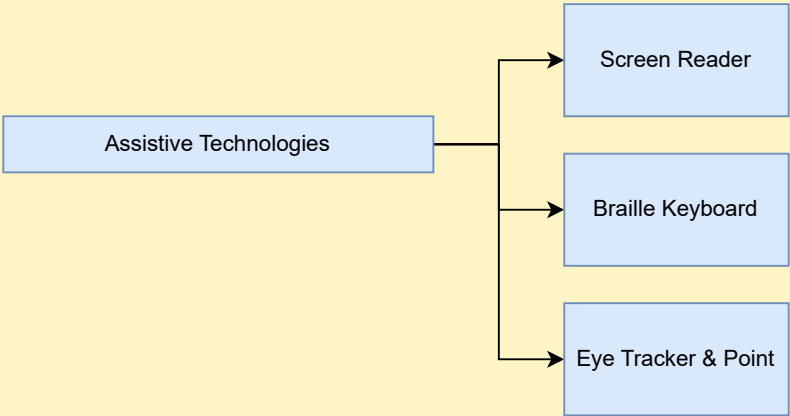 Assistive Technologies
Screen Reader
Braille Keyboard
Eye Tracker & Point